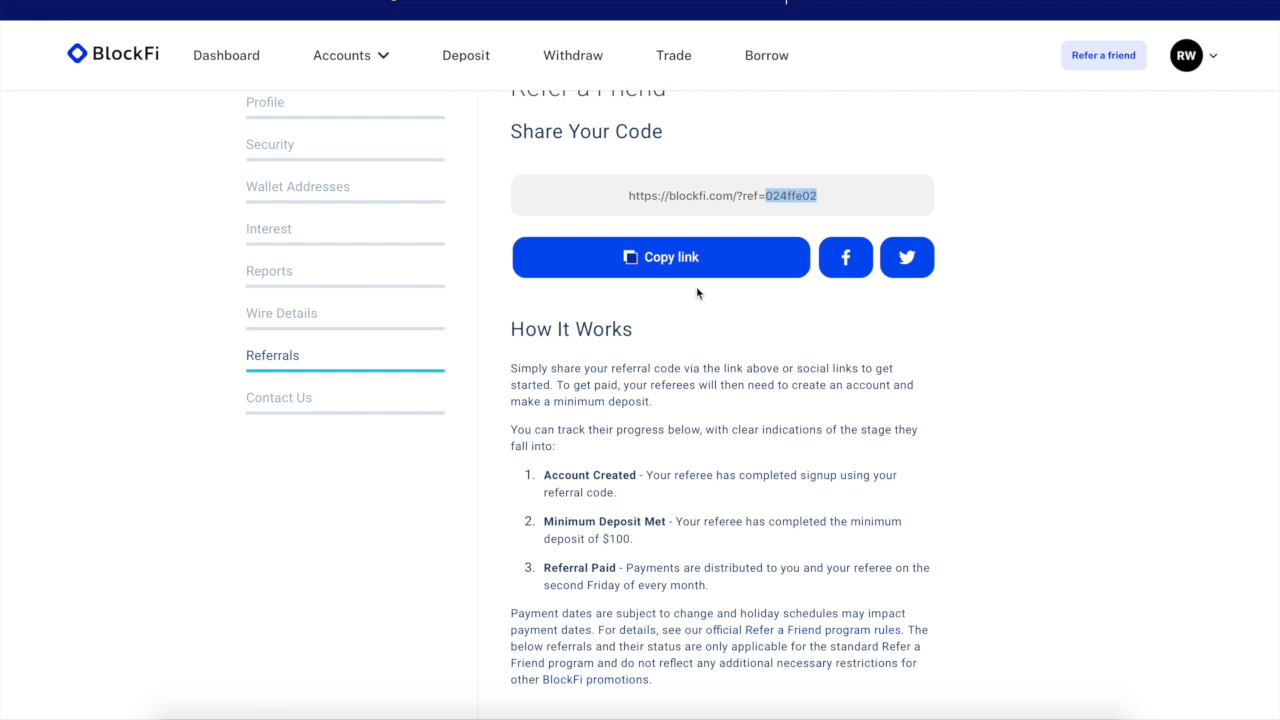 BlockFi
Dashboard
Accounts
Deposit
Withdraw
Trade
Borrow
Refer a friend
RW
Profile
Security
Wallet Addresses
Interest
Reports
Wire Details
Referrals
Contact Us
Refer a Friend
Share Your Code
https://blockfi.com/?ref=024ffe02
Copy link
How It Works
Simply share your referral code via the link above or social links to get
started. To get paid, your referees will then need to create an account and
make a minimum deposit.
You can track their progress below, with clear indications of the stage they
fall into:
1. Account Created - Your referee has completed signup using your
referral code.
2. Minimum Deposit Met - Your referee has completed the minimum
deposit of $100.
3. Referral Paid - Payments are distributed to you and your referee on the
second Friday of every month.
Payment dates are subject to change and holiday schedules may impact
payment dates. For details, see our official Refer a Friend program rules. The
below referrals and their status are only applicable for the standard Refer a
Friend program and do not reflect any additional necessary restrictions for
other BlockFi promotions.